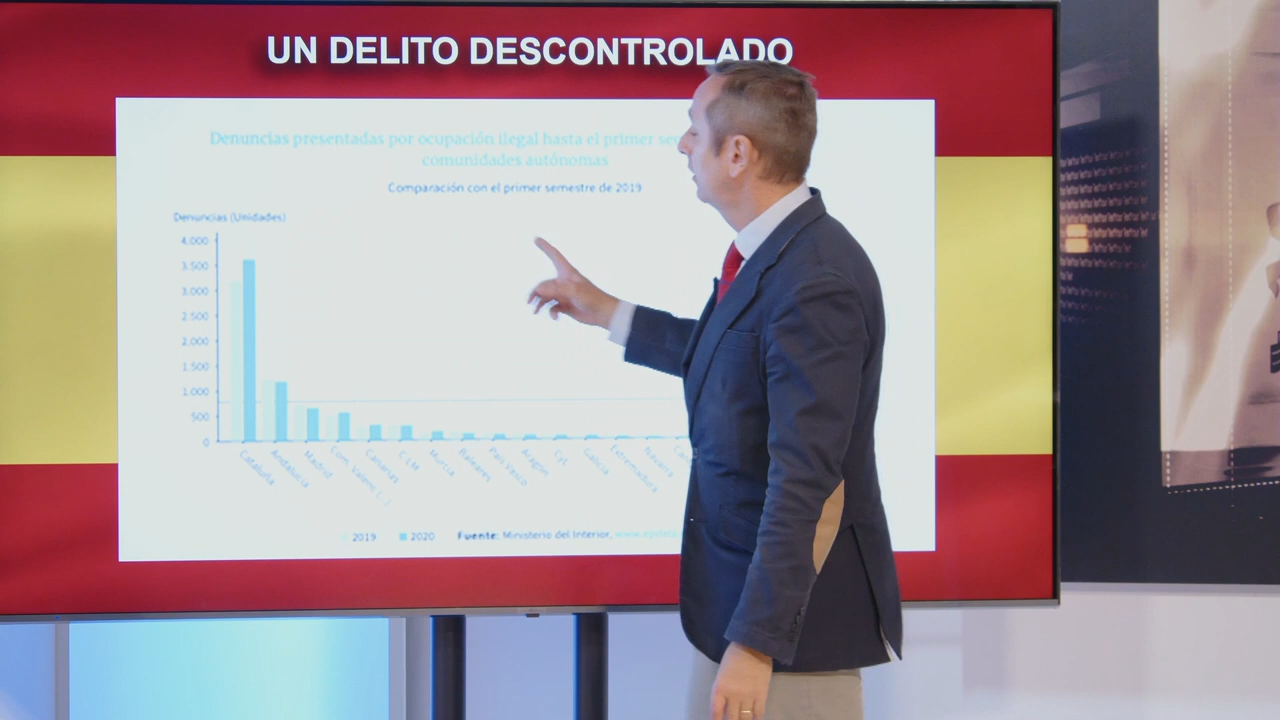 UN DELITO DESCONTROLADO
Denuncias presentadas por ocupación ilegal hasta el primer
comunidades autónomas
Comparación con el primer semestre de 2019
Denuncias (Unidades)
4.000
3.500
3.000
2.500
2.000
1.500
1.000
500
0
Cataluña
Andalucía
Madrid
Com. Valenc (...)
Canarias
C-LM
Murcia
Baleares
País Vasco
Aragón
CyL
Galicia
Extremadura
Navarra
2019
2020
Fuente: Ministerio del Interior,